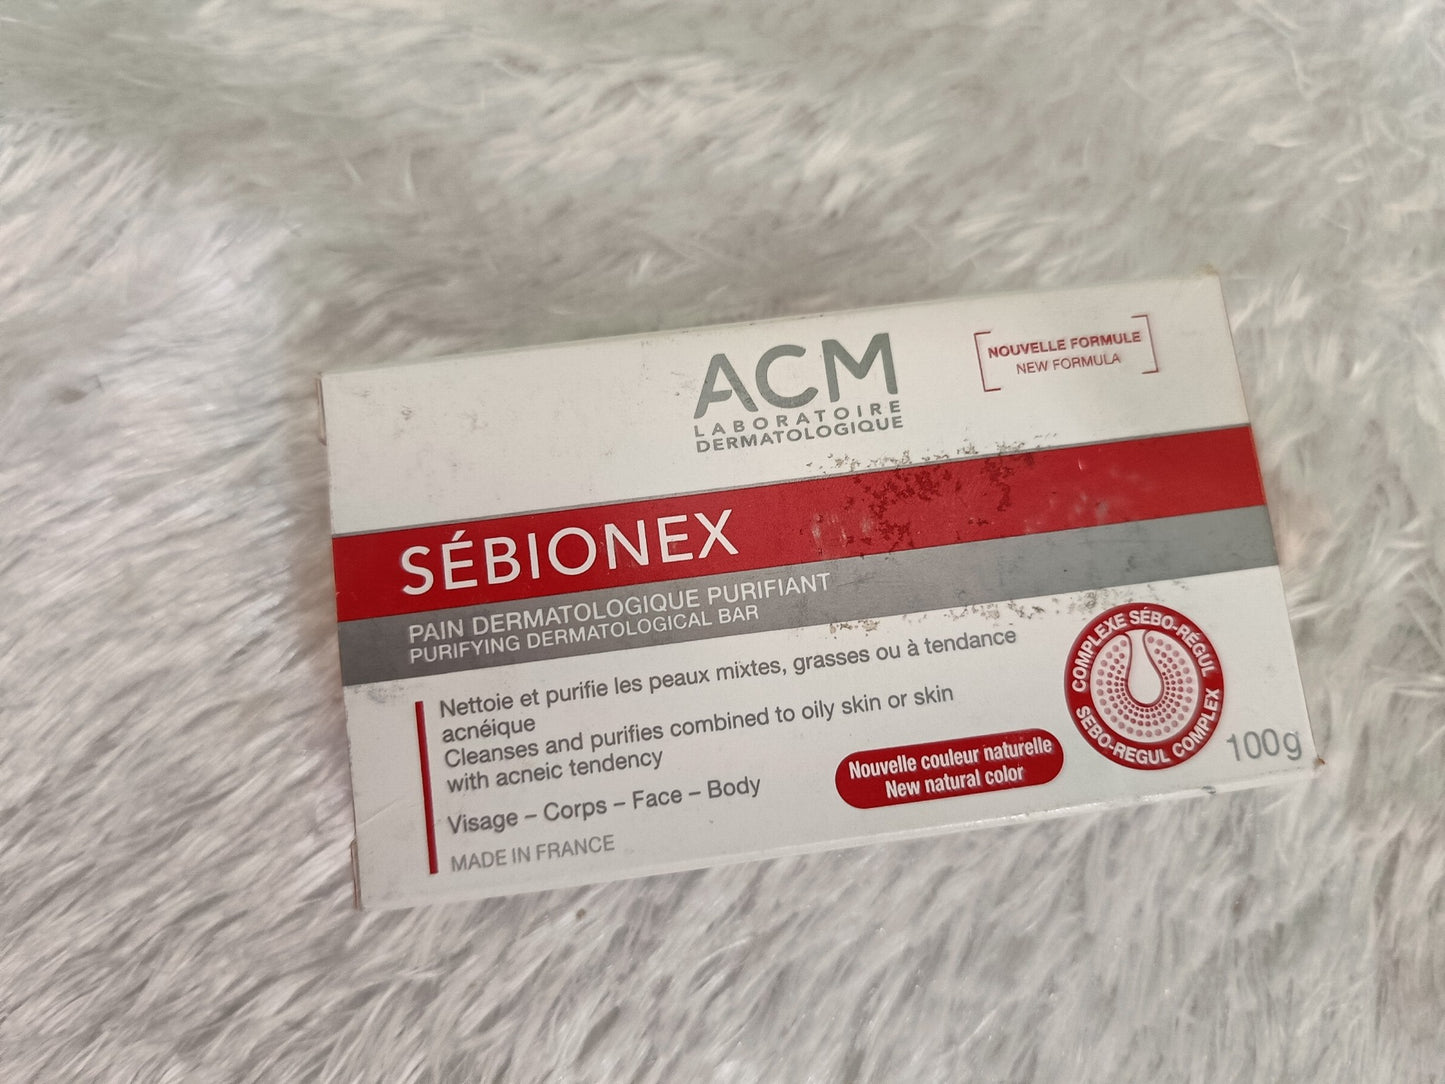 ACM
LABORATOIRE
DERMATOLOGIQUE
NOUVELLE FORMULE
NEW FORMULA
SÉBIONEX
PAIN DERMATOLOGIQUE PURIFIANT
PURIFYING DERMATOLOGICAL BAR
Nettoie et purifie les peaux mixtes, grasses ou à tendance
acnéique
Cleanses and purifies combined to oily skin or skin
with acneic tendency
Visage – Corps – Face – Body
MADE IN FRANCE
Nouvelle couleur naturelle
New natural color
COMPLEXE SÉBO-RÉGUL
SEBO-REGUL COMPLEX
100g